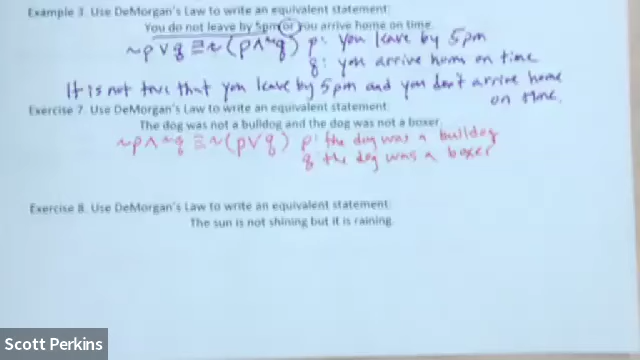 Example 3. Use DeMorgan's Law to write an equivalent statement:
You do not leave by 5pm or you arrive home on time.
~p ∨ q ≅ ~(p ∧ ~q) p: you leave by 5pm
q: you arrive home on time
It is not true that you leave by 5pm and you don't arrive home
on time.
Exercise 7. Use DeMorgan's Law to write an equivalent statement:
The dog was not a bulldog and the dog was not a boxer.
~p ∧ ~q ≅ ~(p ∨ q) p: the dog was a bulldog
q: the dog was a boxer
Exercise 8. Use DeMorgan's Law to write an equivalent statement:
The sun is not shining but it is raining.
Scott Perkins